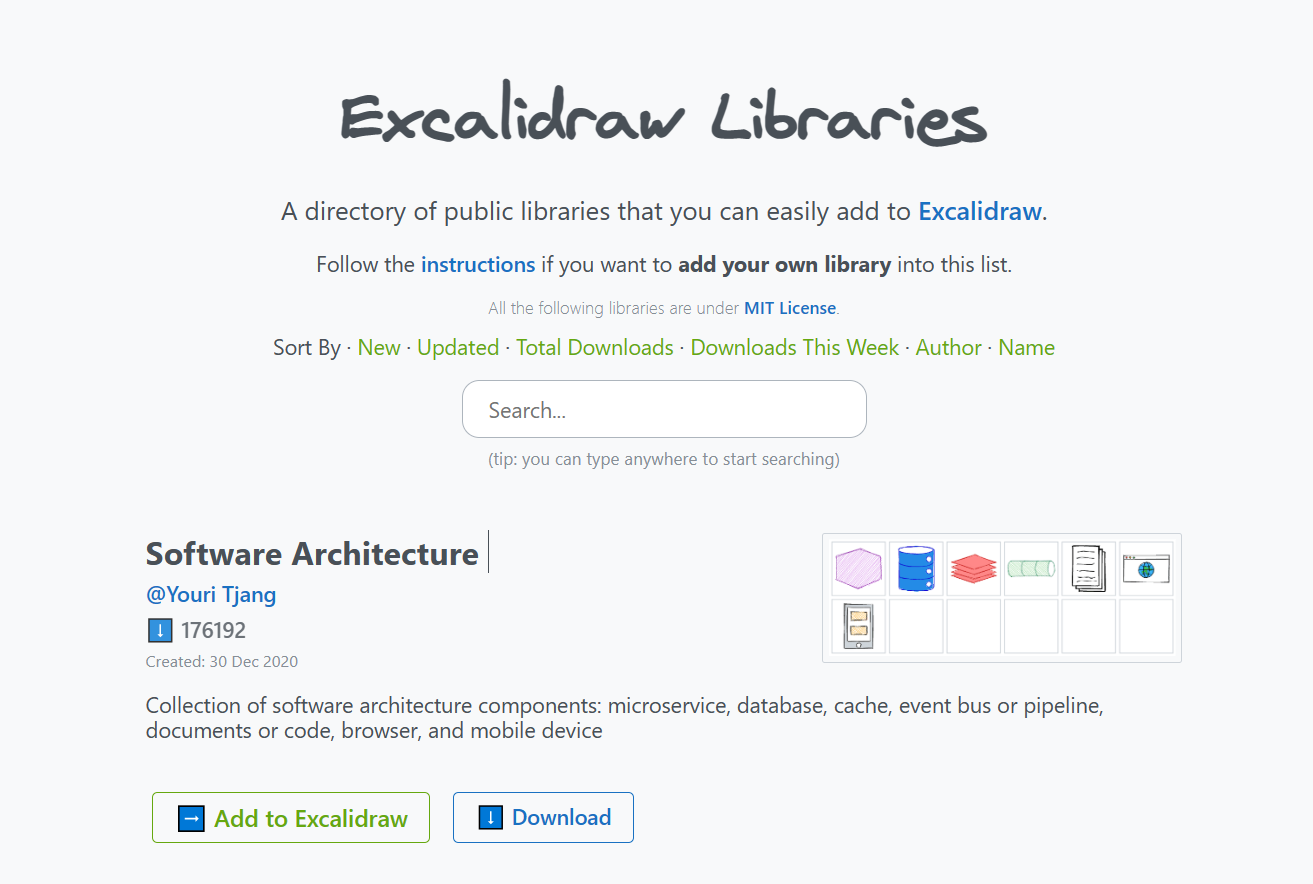 Excalidraw Libraries
A directory of public libraries that you can easily add to Excalidraw.
Follow the instructions if you want to add your own library into this list.
All the following libraries are under MIT License.
Sort By · New · Updated · Total Downloads · Downloads This Week · Author · Name
Search...
(tip: you can type anywhere to start searching)
Software Architecture
@Youri Tjang
176192
Created: 30 Dec 2020
Collection of software architecture components: microservice, database, cache, event bus or pipeline,
documents or code, browser, and mobile device
Add to Excalidraw
Download